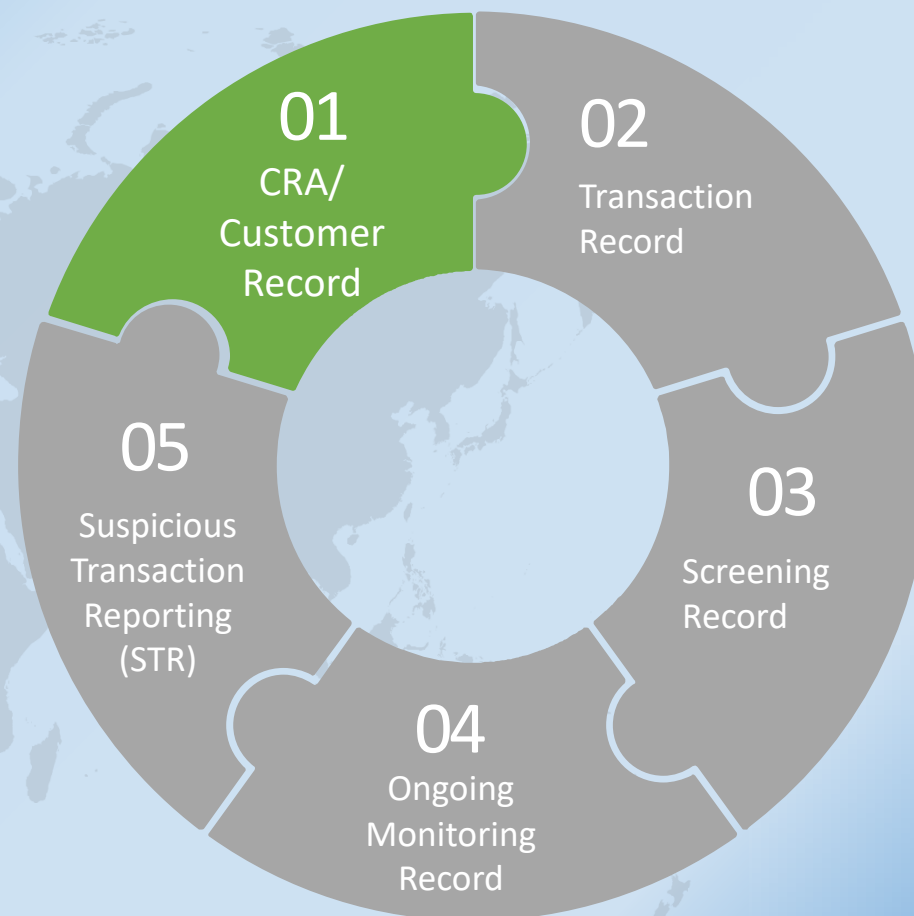 01
CRA/
Customer
Record
02
Transaction
Record
03
Screening
Record
04
Ongoing
Monitoring
Record
05
Suspicious
Transaction
Reporting
(STR)